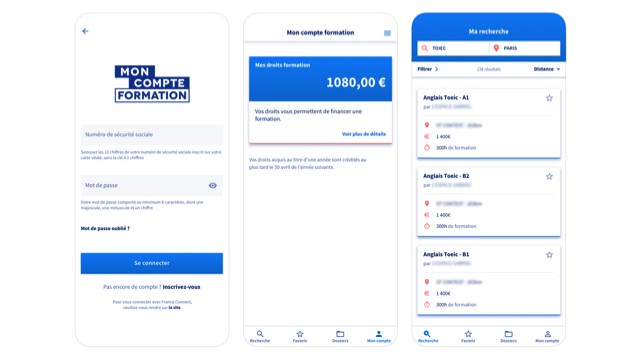 MON
COMPTE
FORMATION
Numéro de sécurité sociale
Saisissez les 13 chiffres de votre numéro de sécurité sociale inscrit sur votre
carte vitale, sans la clé à 2 chiffres
Mot de passe
Votre mot de passe comporte au minimum 8 caractères, dont une
majuscule, une minuscule et un chiffre
Mot de passe oublié ?
Se connecter
Pas encore de compte ? Inscrivez-vous
Pour vous connecter avec France Connect,
veuillez-vous rendre sur le site.
Mon compte formation
Mes droits formation
1080,00 €
Vos droits vous permettent de financer une
formation.
Voir plus de détails
Vos droits acquis au titre d'une année sont crédités au
plus tard le 30 avril de l'année suivante.
Recherche Favoris Dossiers Mon compte
Ma recherche
TOEIC PARIS
Filtrer résultats Distance
Anglais Toeic - A1
par
1 400€
300h de formation
Anglais Toeic - B2
par
1 400€
300h de formation
Anglais Toeic - B1
par
1 400€
300h de formation
Recherche Favoris Dossiers Mon compte